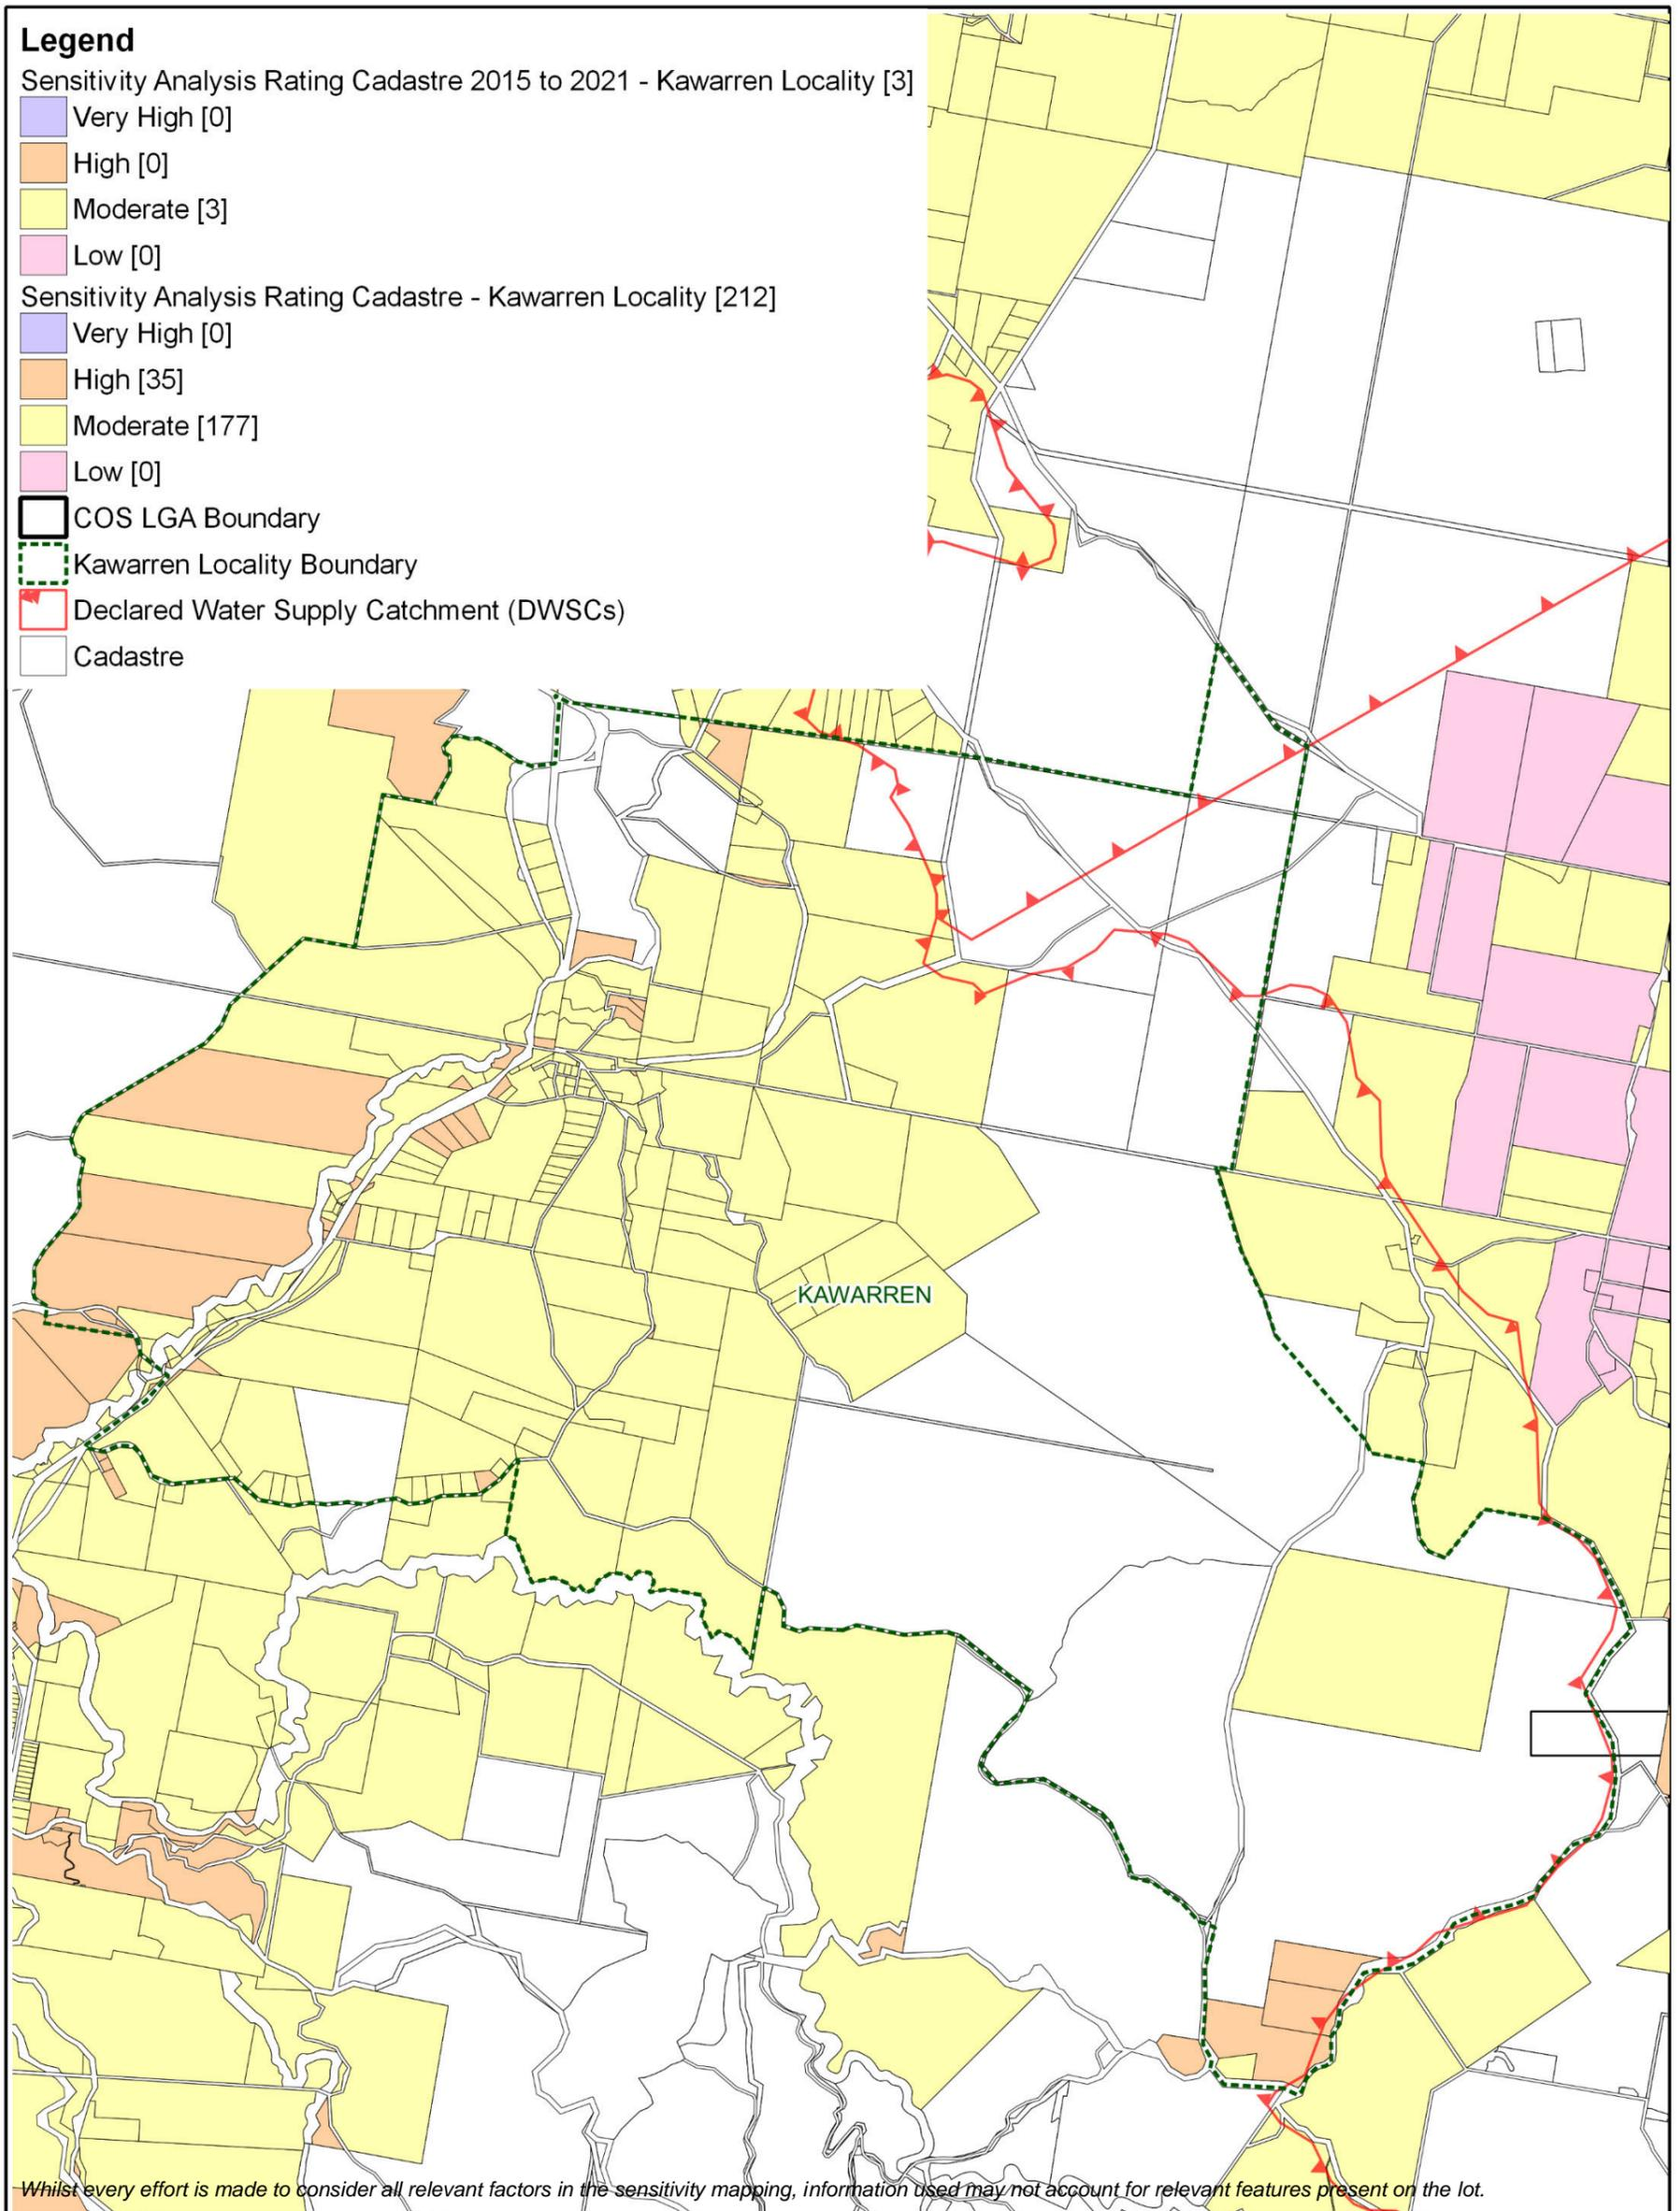 Legend
Sensitivity Analysis Rating Cadastre 2015 to 2021 - Kawarren Locality [3]
Very High [0]
High [0]
Moderate [3]
Low [0]
Sensitivity Analysis Rating Cadastre - Kawarren Locality [212]
Very High [0]
High [35]
Moderate [177]
Low [0]
COS LGA Boundary
Kawarren Locality Boundary
Declared Water Supply Catchment (DWSCs)
Cadastre
KAWARREN
Whilst every effort is made to consider all relevant factors in the sensitivity mapping, information used may not account for relevant features present on the lot.